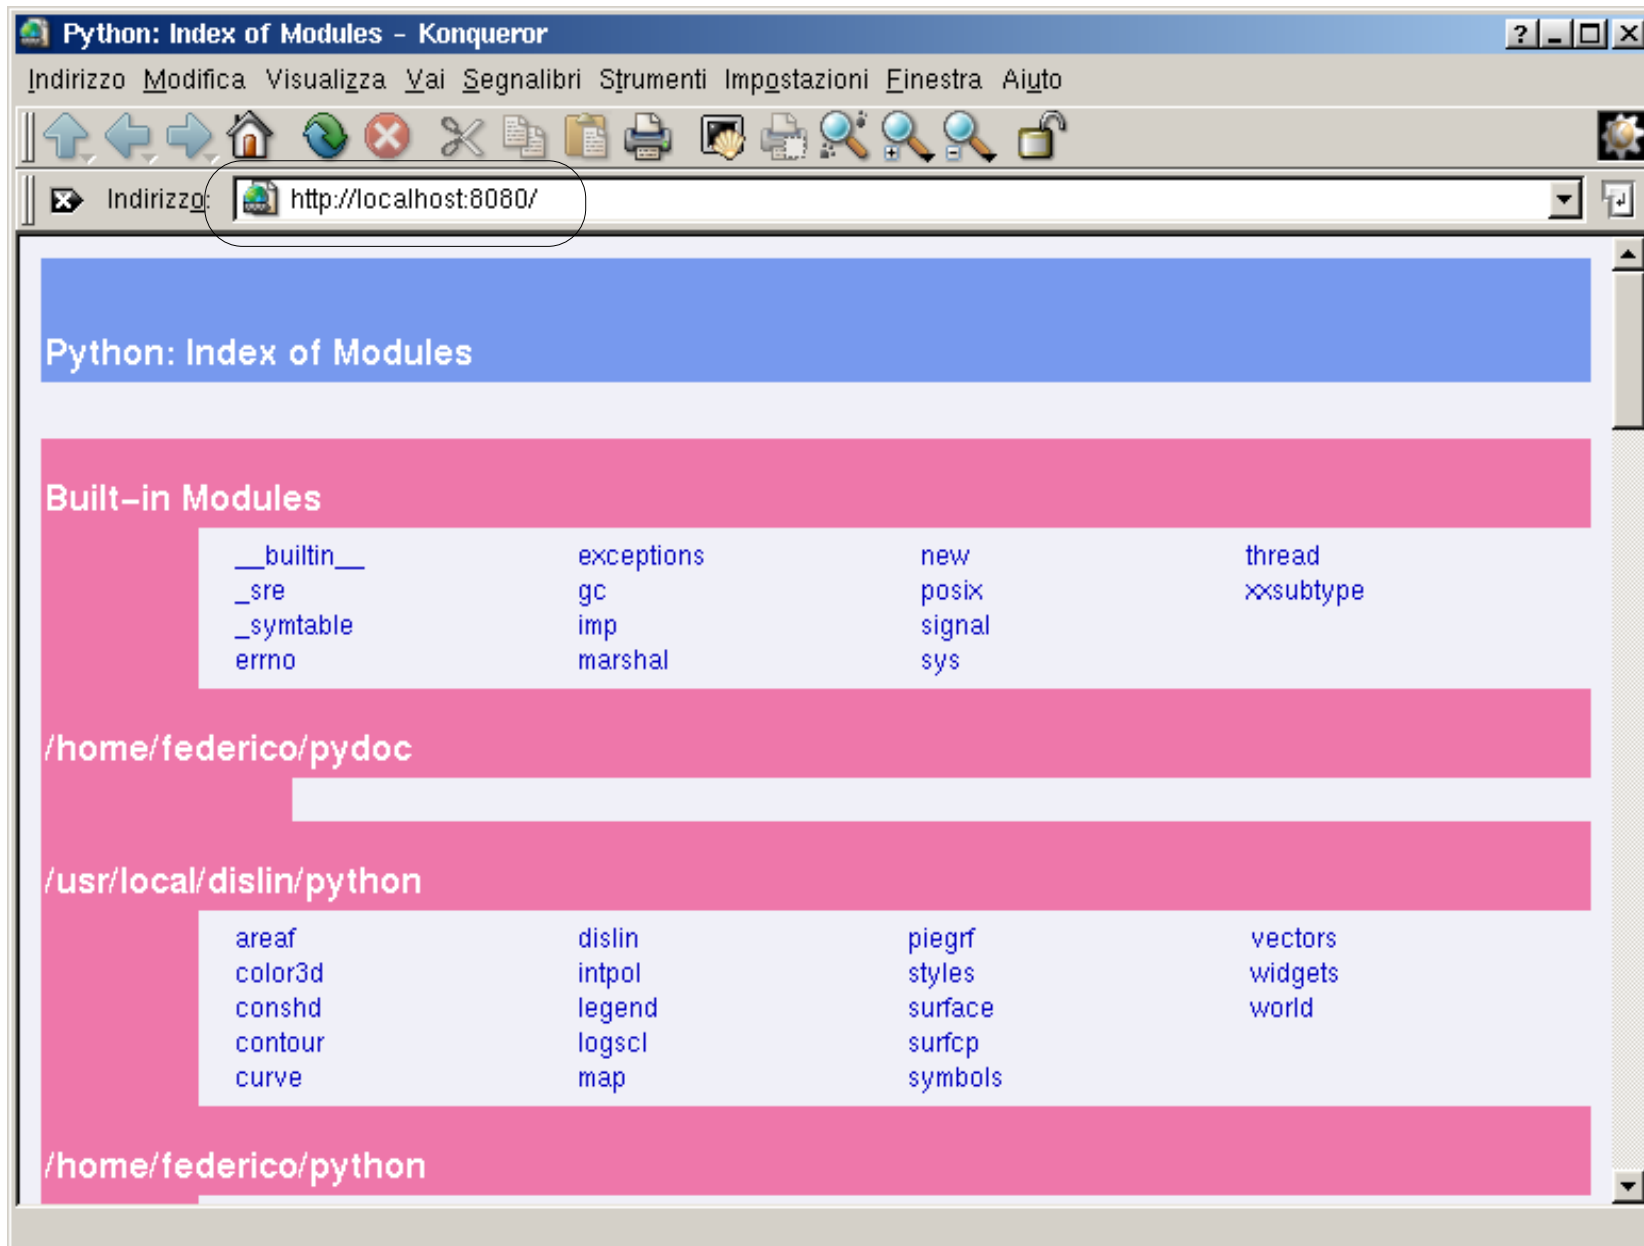 Python: Index of Modules – Konqueror
Indirizzo Modifica Visualizza Vai Segnalibri Strumenti Impostazioni Finestra Aiuto
Indirizzo: http://localhost:8080/
Python: Index of Modules
Built-in Modules
__builtin__ exceptions new thread
_sre gc posix xxsubtype
_symtable imp signal
errno marshal sys
/home/federico/pydoc
/usr/local/dislin/python
areaf dislin piegrf vectors
color3d intpol styles widgets
conshd legend surface world
contour logscl surfcp
curve map symbols
/home/federico/python